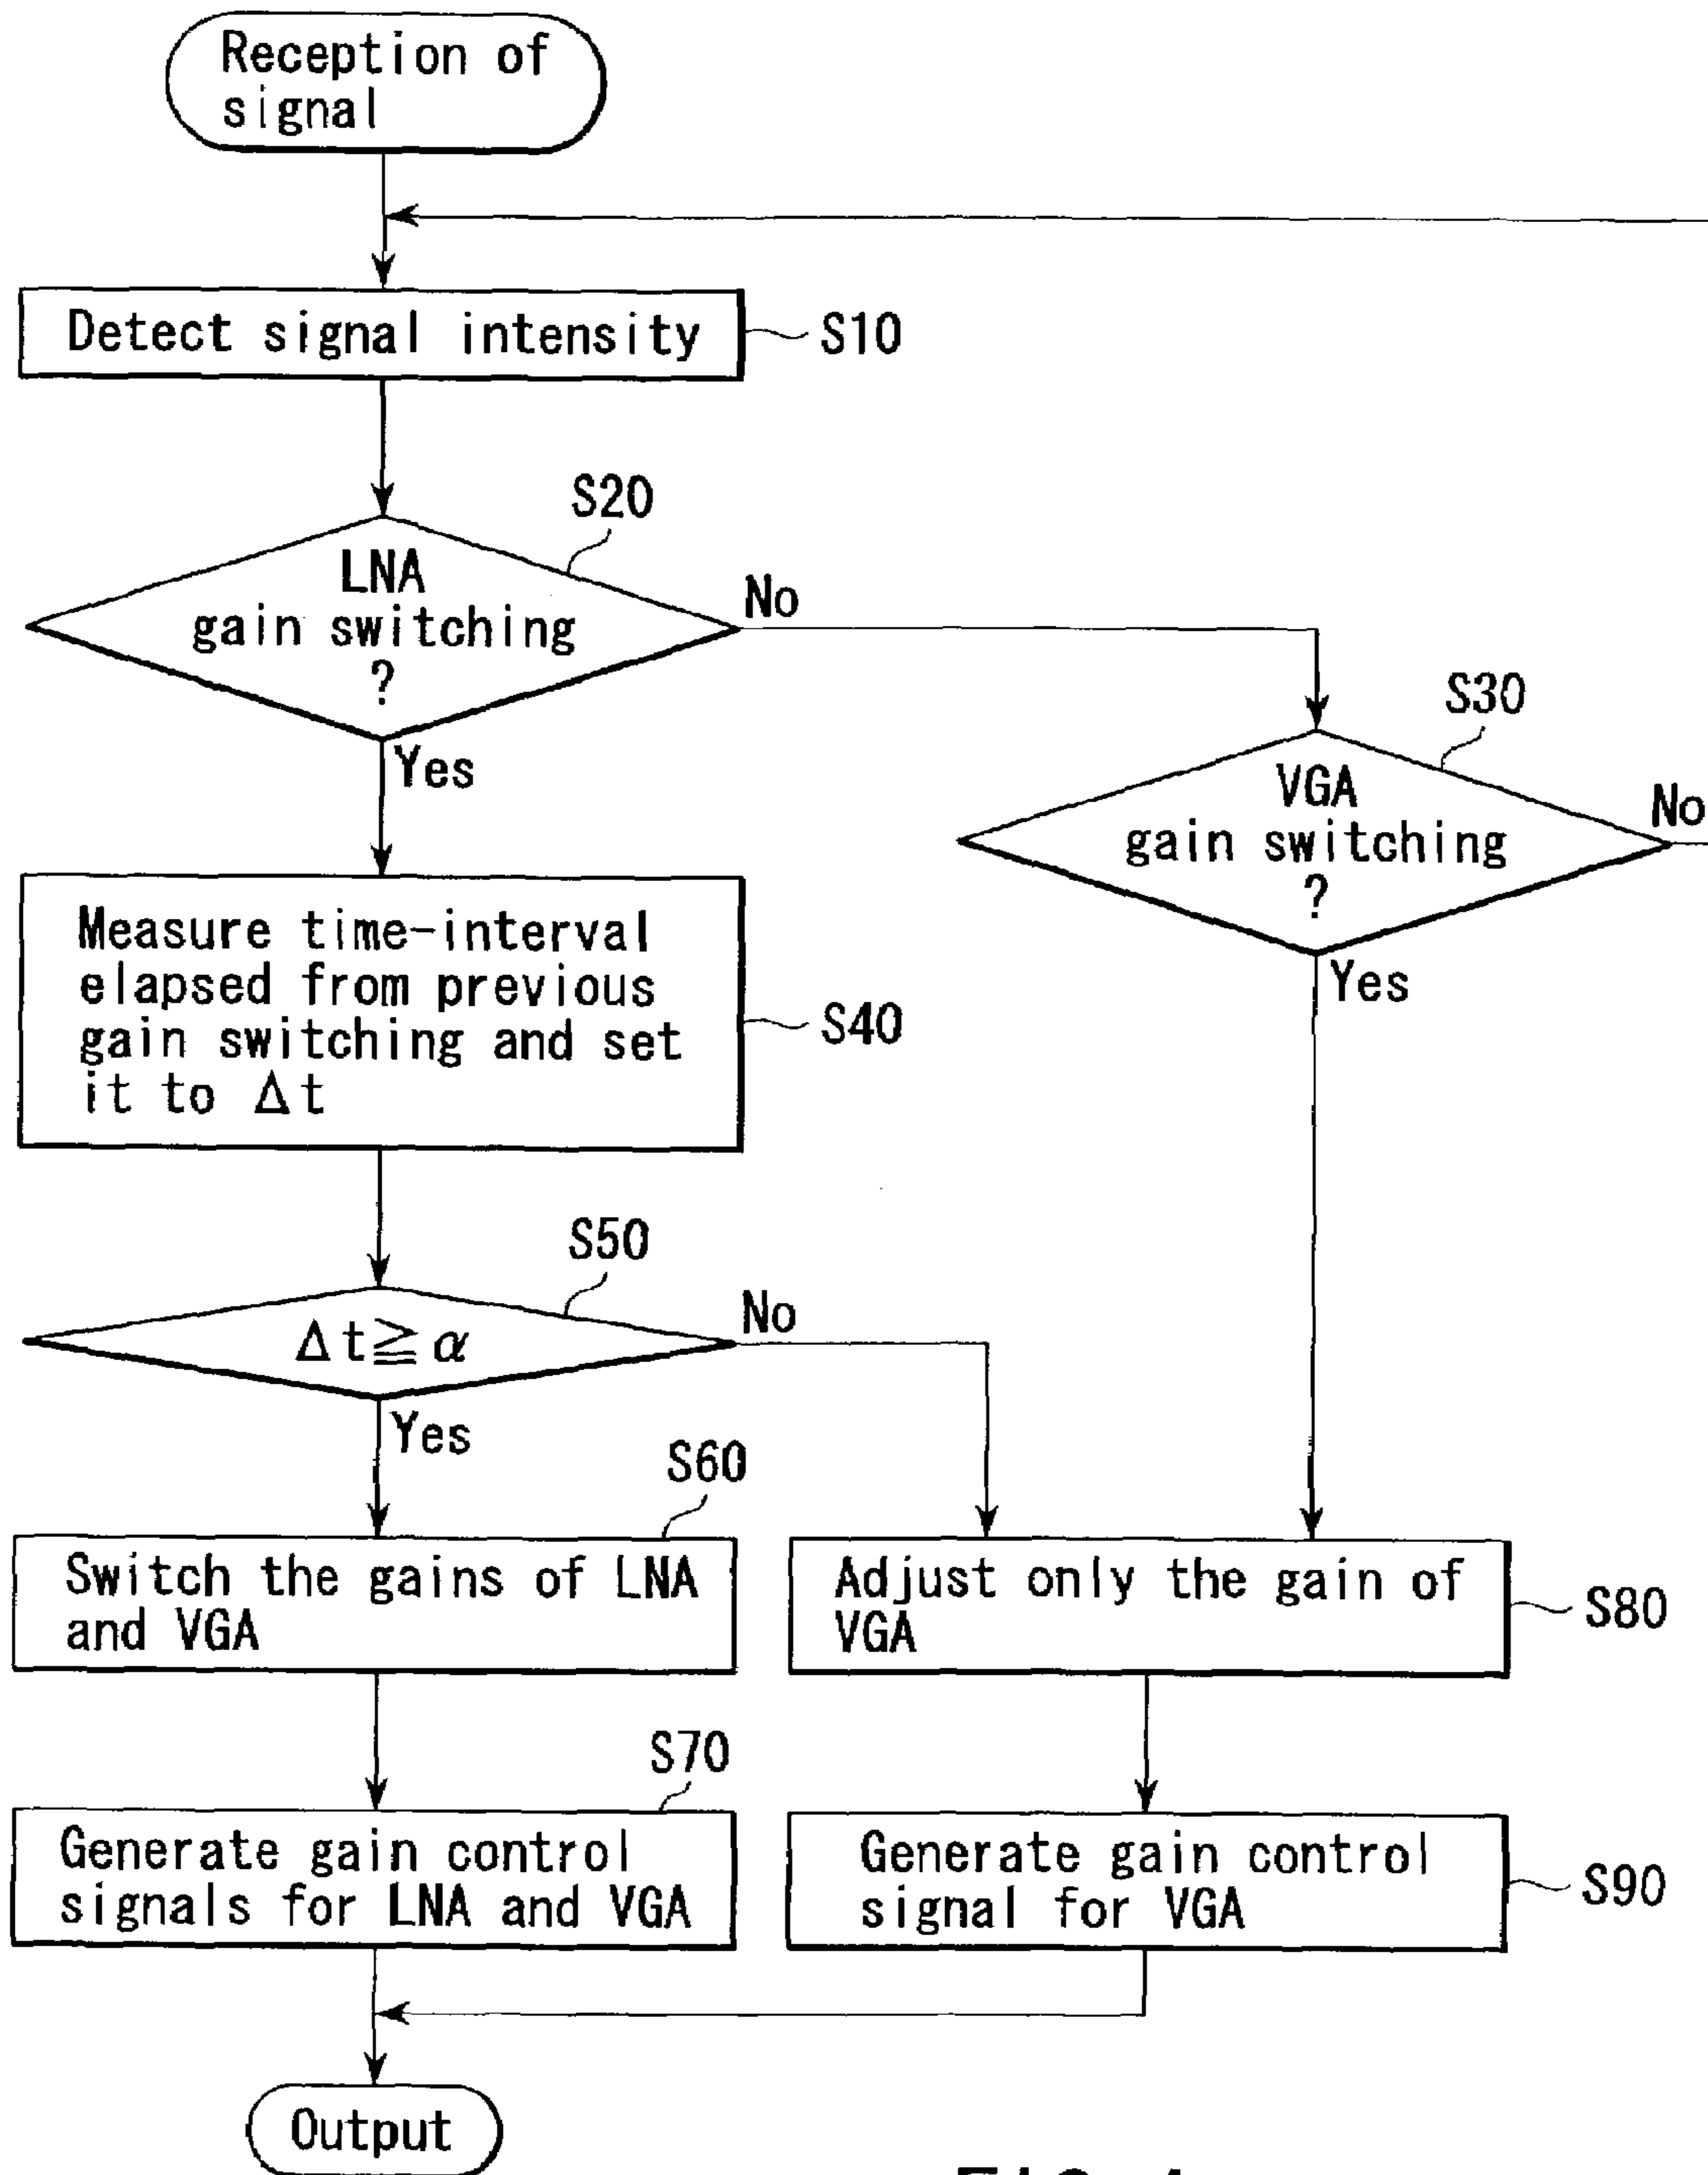 Reception of
signal
Detect signal intensity
S10
S20
LNA
gain switching
?
No
Yes
S30
VGA
gain switching
?
No
Yes
Measure time-interval
elapsed from previous
gain switching and set
it to Δt
S40
S50
Δt≧α
No
Yes
S60
Switch the gains of LNA
and VGA
Adjust only the gain of
VGA
S80
S70
Generate gain control
signals for LNA and VGA
Generate gain control
signal for VGA
S90
Output